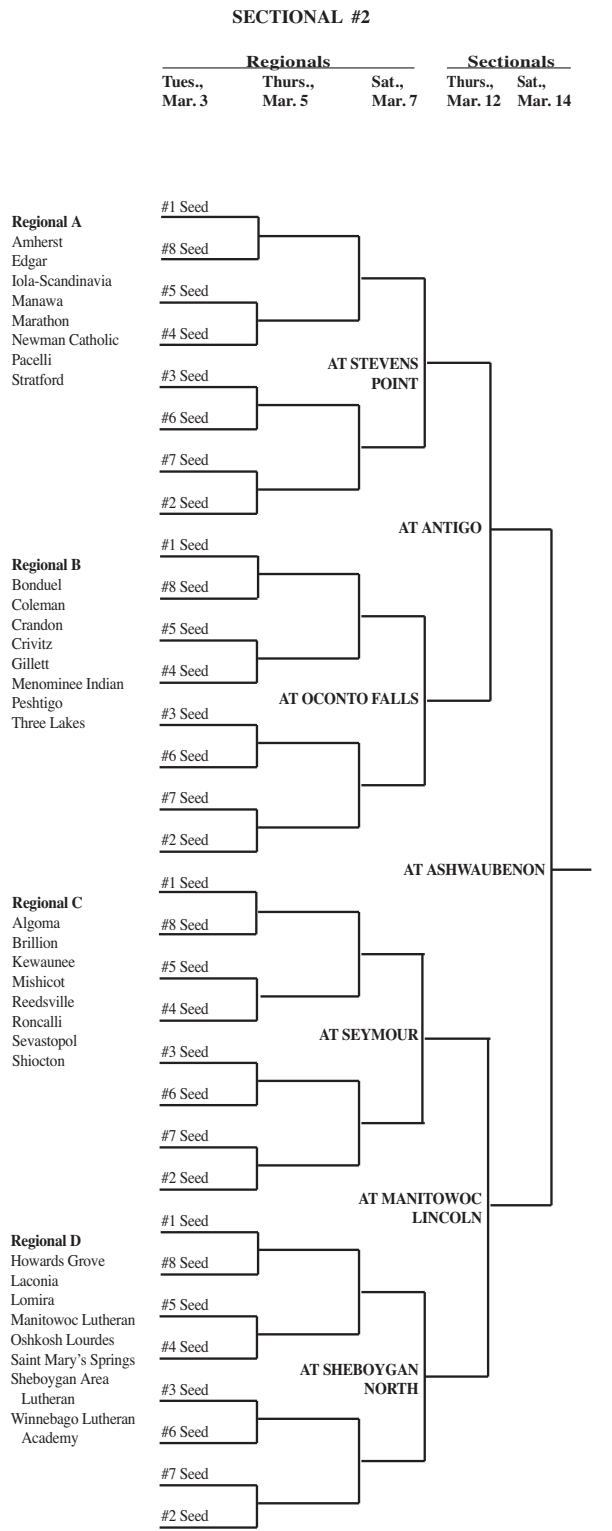 SECTIONAL #2
Regionals
Sectionals
Tues., Mar. 3
Thurs., Mar. 5
Sat., Mar. 7
Thurs., Mar. 12
Sat., Mar. 14
Regional A
Amherst
Edgar
Iola-Scandinavia
Manawa
Marathon
Newman Catholic
Pacelli
Stratford
#1 Seed
#8 Seed
#5 Seed
#4 Seed
#3 Seed
#6 Seed
#7 Seed
#2 Seed
AT STEVENS
POINT
AT ANTIGO
Regional B
Bonduel
Coleman
Crandon
Crivitz
Gillett
Menominee Indian
Peshtigo
Three Lakes
#1 Seed
#8 Seed
#5 Seed
#4 Seed
#3 Seed
#6 Seed
#7 Seed
#2 Seed
AT OCONTO FALLS
AT ASHWAUBENON
Regional C
Algoma
Brillion
Kewaunee
Mishicot
Reedsville
Roncalli
Sevastopol
Shiocton
#1 Seed
#8 Seed
#5 Seed
#4 Seed
#3 Seed
#6 Seed
#7 Seed
#2 Seed
AT SEYMOUR
AT MANITOWOC
LINCOLN
Regional D
Howards Grove
Laconia
Lomira
Manitowoc Lutheran
Oshkosh Lourdes
Saint Mary's Springs
Sheboygan Area
Lutheran
Winnebago Lutheran
Academy
#1 Seed
#8 Seed
#5 Seed
#4 Seed
#3 Seed
#6 Seed
#7 Seed
#2 Seed
AT SHEBOYGAN
NORTH